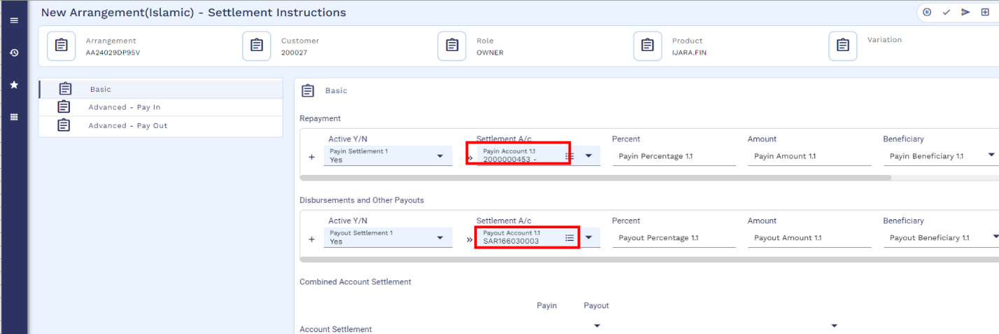 New Arrangement(Islamic) - Settlement Instructions
Arrangement
AA24029DP95V
Customer
200027
Role
OWNER
Product
IJARA.FIN
Variation
Basic
Advanced - Pay In
Advanced - Pay Out
Basic
Repayment
Active Y/N Settlement A/c Percent Amount Beneficiary
+ Payin Settlement 1
Yes
» Payin Account 1.1
2000000453 -
Payin Percentage 1.1
Payin Amount 1.1
Payin Beneficiary 1.1
Disbursements and Other Payouts
Active Y/N Settlement A/c Percent Amount Beneficiary
+ Payout Settlement 1
Yes
» Payout Account 1.1
SAR166030003
Payout Percentage 1.1
Payout Amount 1.1
Payout Beneficiary 1.1
Combined Account Settlement
Payin Payout
Account Settlement